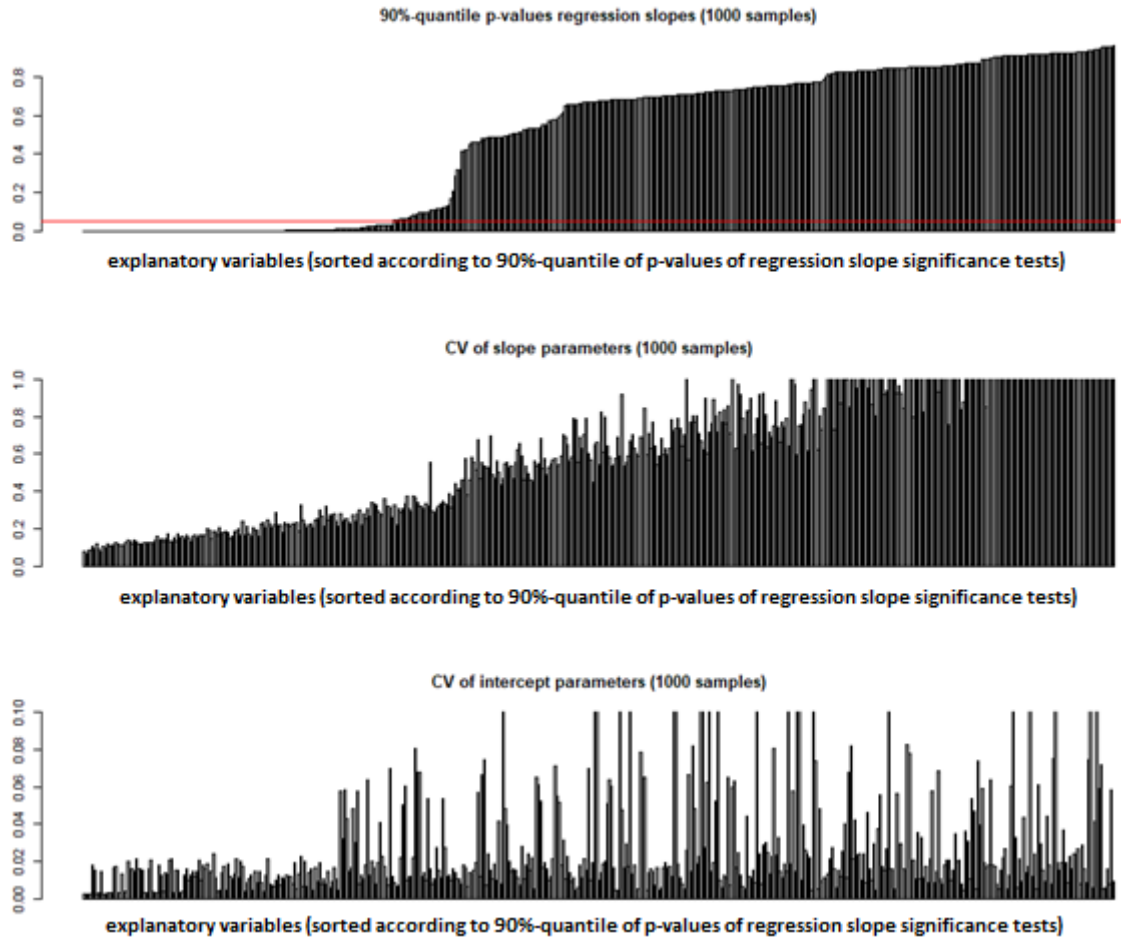 90%-quantile p-values regression slopes (1000 samples)
0.8
0.6
0.4
0.2
0.0
explanatory variables (sorted according to 90%-quantile of p-values of regression slope significance tests)
CV of slope parameters (1000 samples)
1.0
0.8
0.6
0.4
0.2
0.0
explanatory variables (sorted according to 90%-quantile of p-values of regression slope significance tests)
CV of intercept parameters (1000 samples)
0.10
0.08
0.06
0.04
0.02
0.00
explanatory variables (sorted according to 90%-quantile of p-values of regression slope significance tests)